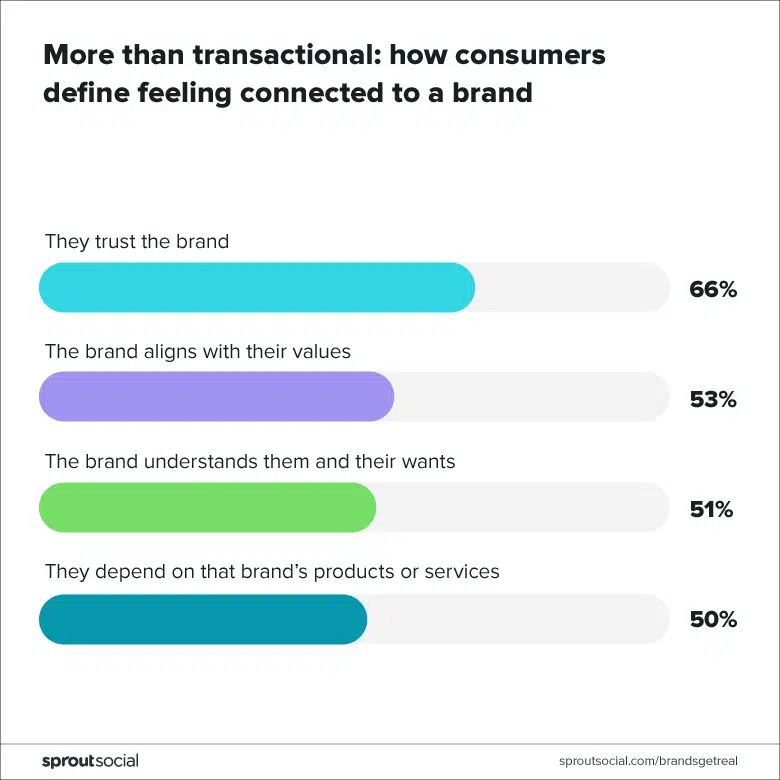 More than transactional: how consumers
define feeling connected to a brand
They trust the brand
66%
The brand aligns with their values
53%
The brand understands them and their wants
51%
They depend on that brand’s products or services
50%
sproutsocial
sproutsocial.com/brandsgetreal